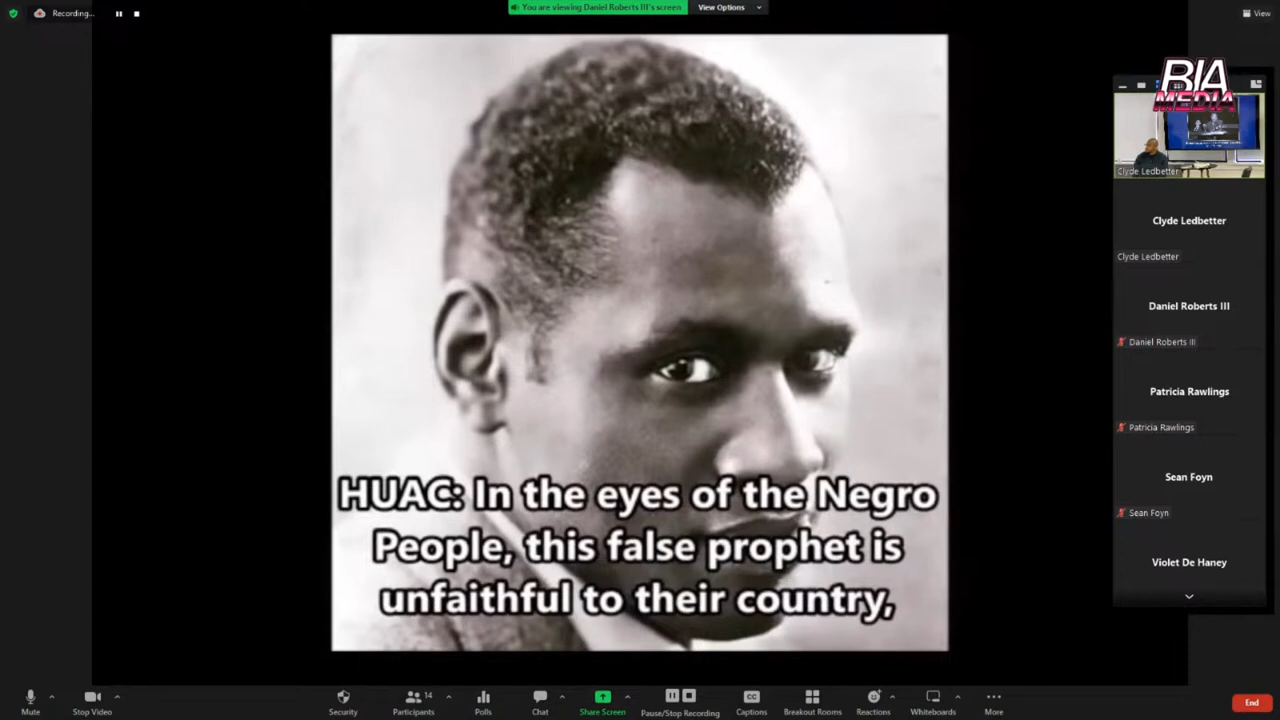 Recording...
You are viewing Daniel Roberts III's screen
View Options
View
BIA
MEDIA
Clyde Ledbetter
Clyde Ledbetter
Clyde Ledbetter
Daniel Roberts III
Daniel Roberts III
Patricia Rawlings
Patricia Rawlings
Sean Foyn
Sean Foyn
Violet De Haney
HUAC: In the eyes of the Negro
People, this false prophet is
unfaithful to their country,
Mute
Stop Video
Security
Participants
14
Polls
Chat
Share Screen
Pause/Stop Recording
CC
Captions
Breakout Rooms
Reactions
Whiteboards
More
End